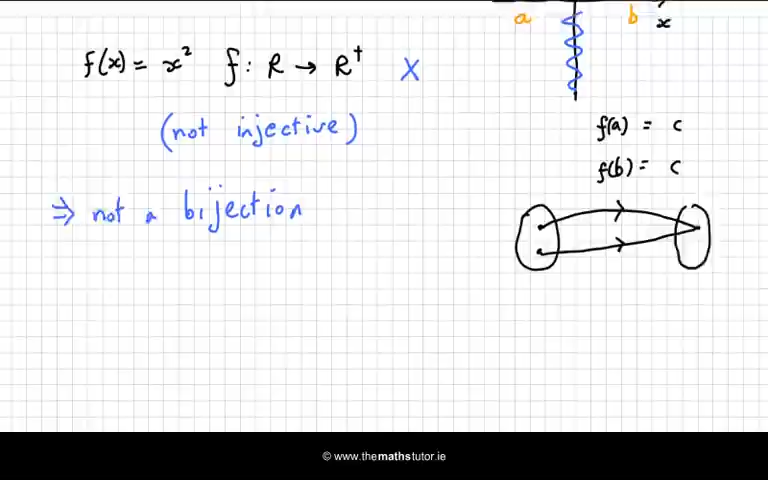 a b x
f(x) = x² f: R → R⁺ X
(not injective)
f(a) = c
f(b) = c
⇒ not a bijection
© www.themathstutor.ie